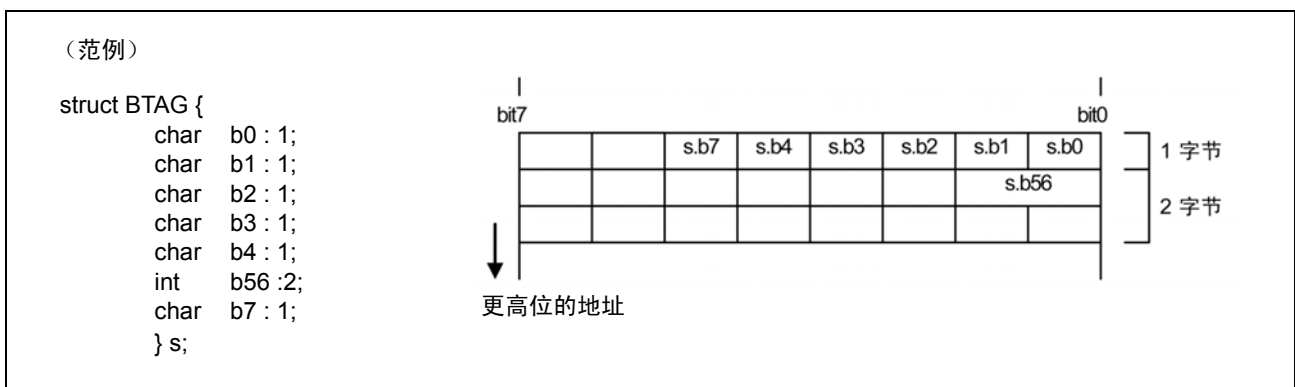 （范例）
struct BTAG {
char b0 : 1;
char b1 : 1;
char b2 : 1;
char b3 : 1;
char b4 : 1;
int b56 :2;
char b7 : 1;
} s;
bit7 bit0
s.b7 s.b4 s.b3 s.b2 s.b1 s.b0 1 字节
s.b56
2 字节
更高位的地址